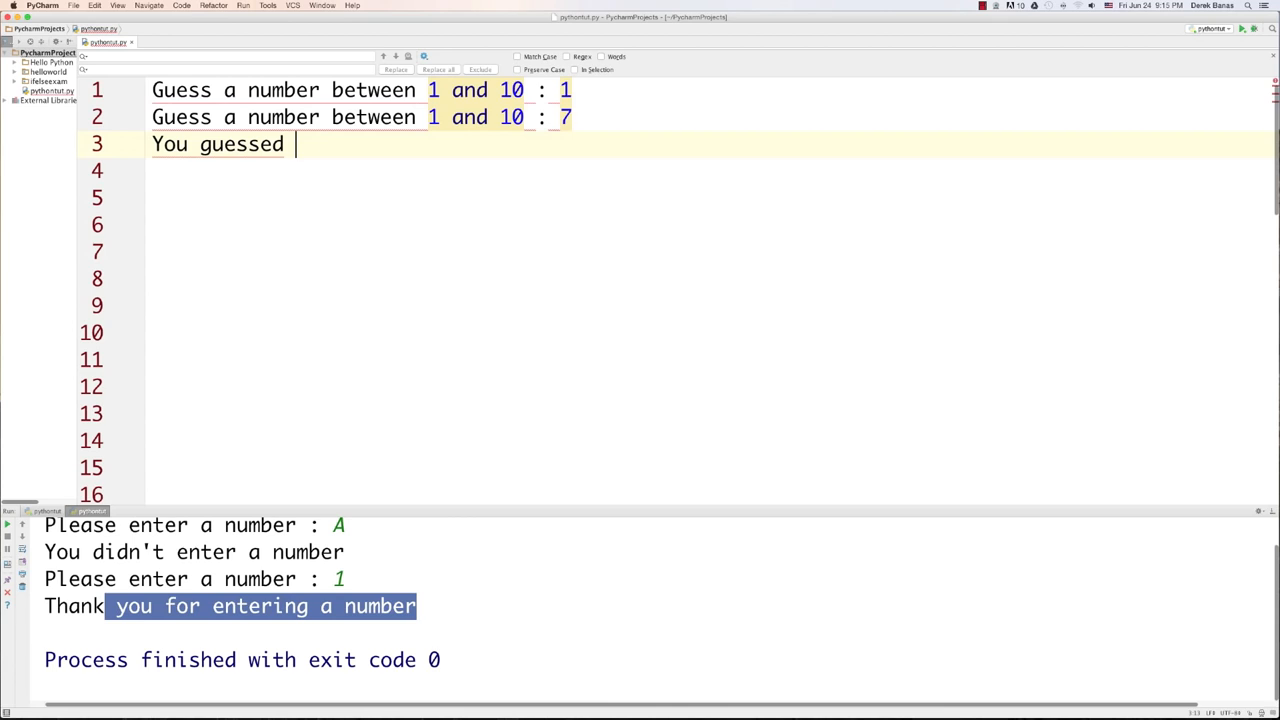 PyCharm File Edit View Navigate Code Refactor Run Tools VCS Window Help
10 Fri Jun 24 9:15 PM Derek Banas
pythontut.py - PycharmProjects - [~/PycharmProjects]
PycharmProjects pythontut.py
pythontut
pythontut.py
PycharmProject
Match Case Regex Words
Hello Python
helloworld
Replace Replace all Exclude Preserve Case In Selection
ifelseexam
pythontut.py
External Librarie
1 Guess a number between 1 and 10 : 1
2 Guess a number between 1 and 10 : 7
3 You guessed
4
5
6
7
8
9
10
11
12
13
14
15
16
Run: pythontut pythontut
Please enter a number : A
You didn't enter a number
Please enter a number : 1
Thank you for entering a number
Process finished with exit code 0
3:13 LF÷ UTF-8÷